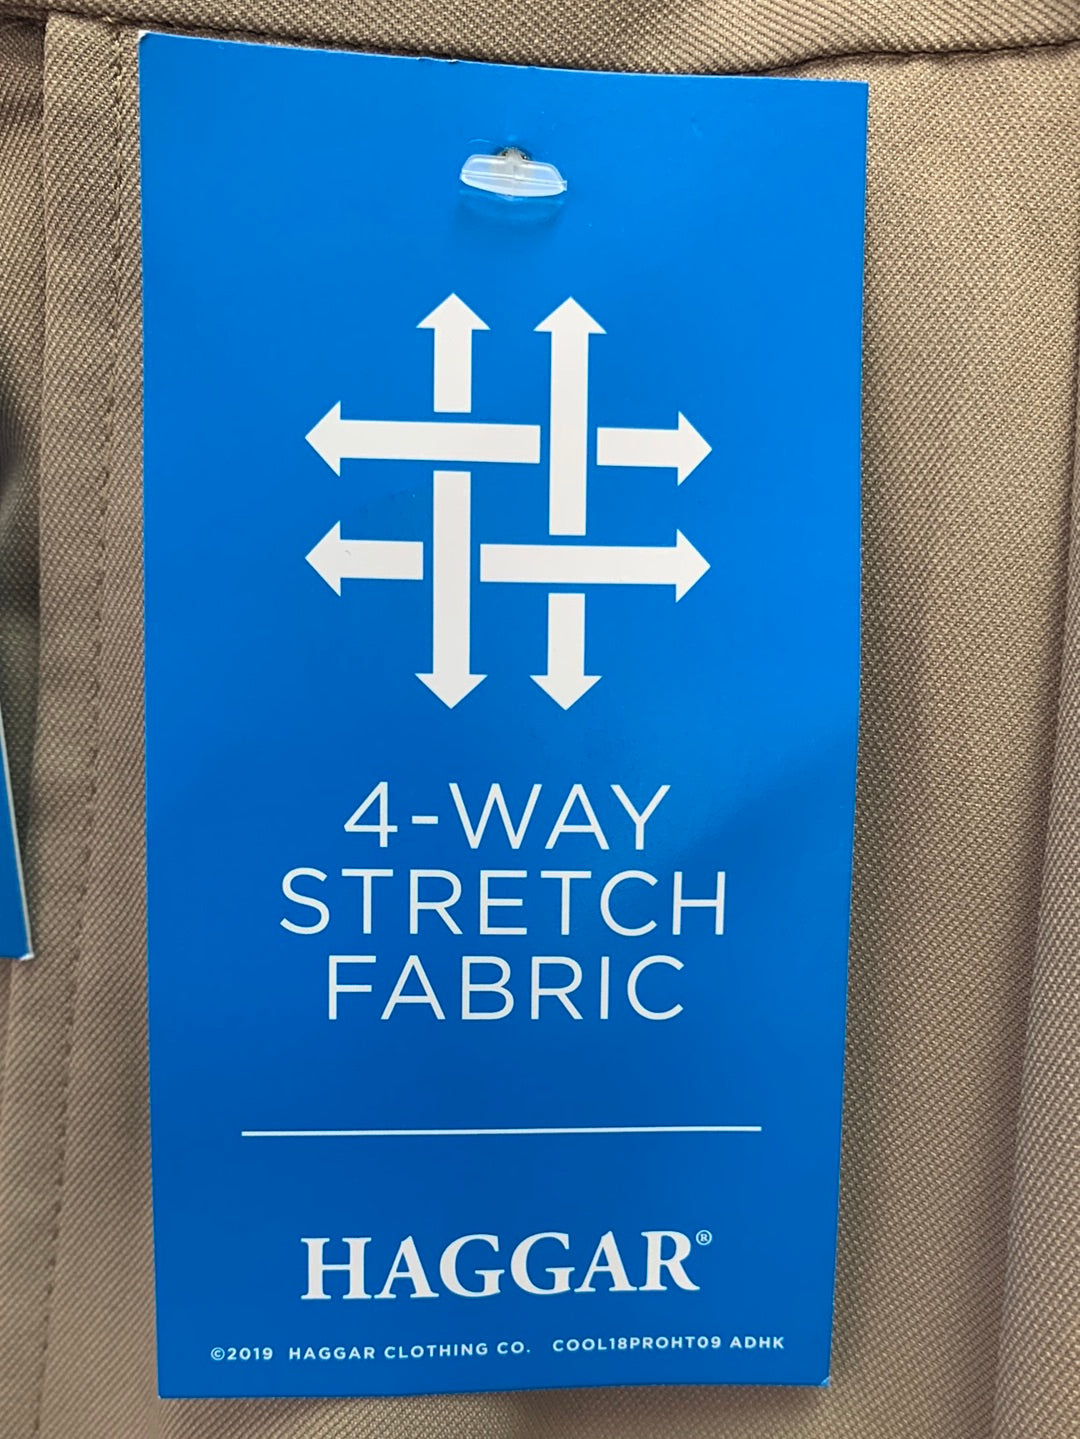 4-WAY
STRETCH
FABRIC
HAGGAR®
©2019 HAGGAR CLOTHING CO. COOL18PROHT09 ADHK